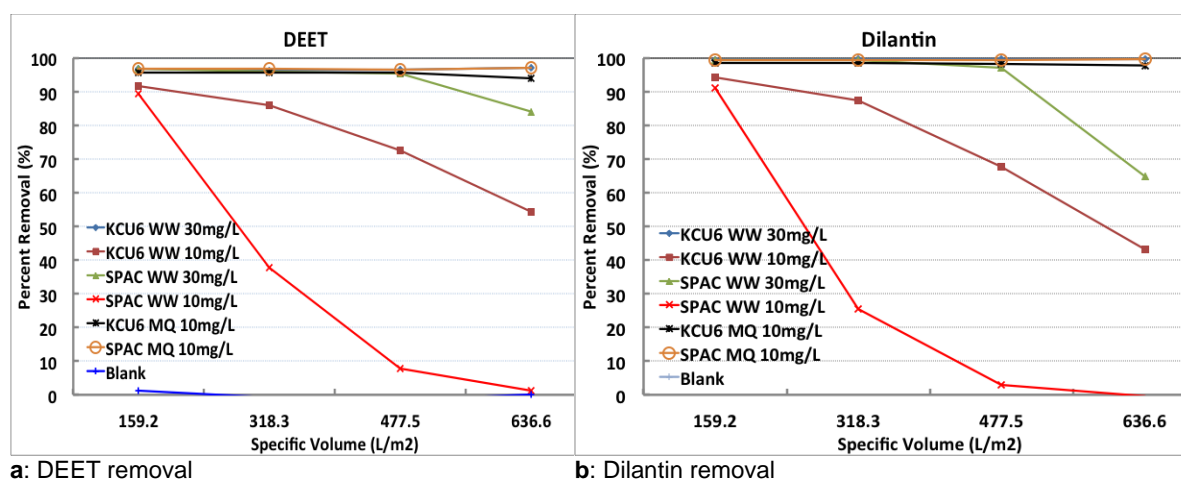 DEET
Percent Removal (%)
100
90
80
70
60
50
40
30
20
10
0
KCU6 WW 30mg/L
KCU6 WW 10mg/L
SPAC WW 30mg/L
SPAC WW 10mg/L
KCU6 MQ 10mg/L
SPAC MQ 10mg/L
Blank
159.2 318.3 477.5 636.6
Specific Volume (L/m2)
a: DEET removal
Dilantin
Percent Removal (%)
100
90
80
70
60
50
40
30
20
10
0
KCU6 WW 30mg/L
KCU6 WW 10mg/L
SPAC WW 30mg/L
SPAC WW 10mg/L
KCU6 MQ 10mg/L
SPAC MQ 10mg/L
Blank
159.2 318.3 477.5 636.6
Specific Volume (L/m2)
b: Dilantin removal